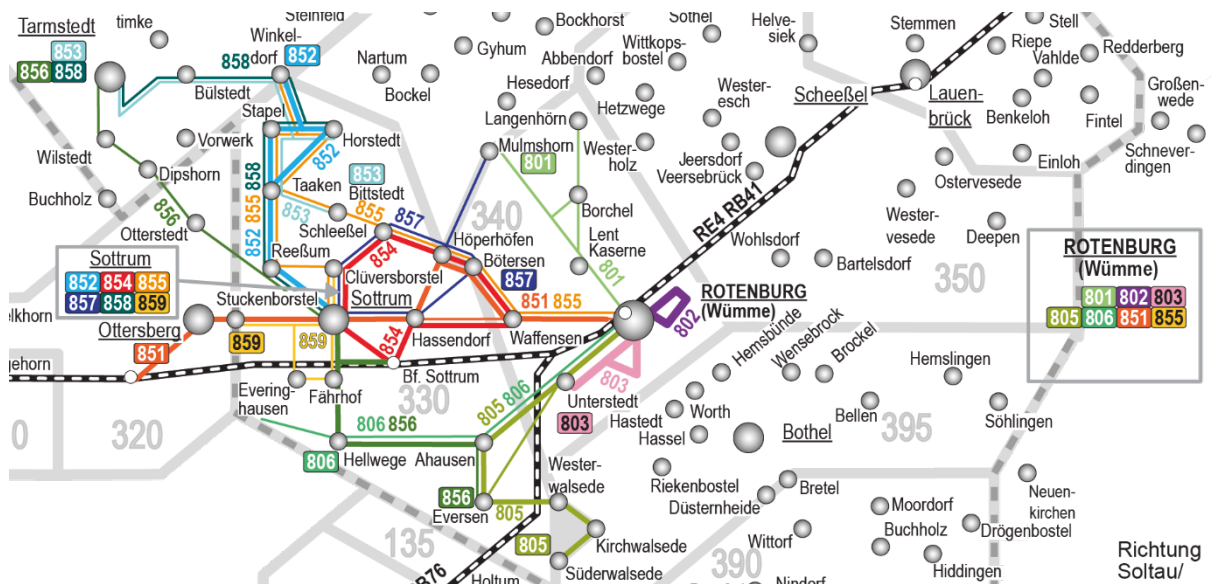 Steinfeld
Tarmstedt
timke
853
856 858
Winkel-
dorf
852
858
Bülstedt
Nartum
Bockel
Gyhum
Bockhorst
Abbendorf
Hesedorf
Sothel
Wittkops-
bostel
Hetzwege
Helve-
siek
Stemmen
Stell
Riepe
Vahlde
Redderberg
Großen-
wede
Scheeßel
Lauen-
brück
Benkeloh
Fintel
Schnever-
dingen
Einloh
Ostervesede
Wester-
esch
Jeersdorf
Veersebrück
Langenhörn
Mulmshorn
801
Wester-
holz
Borchel
Lent
Kaserne
801
340
Stapel
Vorwerk
Horstedt
852
Wilstedt
Dipshorn
Buchholz
856
Otterstedt
858
855
852
Taaken
853
Bittstedt
853
Schleeßel
855
857
854
Reeßum
Clüversborstel
Höperhöfen
Bötersen
857
Sottrum
852 854 855
857 858 859
Stuckenborstel
Sottrum
elkhorn
Ottersberg
851
859
859
854
Hassendorf
851 855
Waffensen
RE4 RB41
ROTENBURG
(Wümme)
802
Wohlsdorf
Bartelsdorf
Wester-
vesede
Deepen
350
ROTENBURG
(Wümme)
801 802 803
805 806 851 855
gehorn
Bf. Sottrum
Evering-
hausen
Fährhof
330
320
0
806 856
806
Hellwege
Ahausen
805 806
Unterstedt
803
803
Hastedt
Hassel
Worth
Hemsbünde
Wensebrock
Brockel
Hemslingen
Bellen
Söhlingen
Bothel
395
856
Eversen
805
Wester-
walsede
805
Kirchwalsede
Süderwalsede
135
Holtum
Riekenbostel
Düsternheide
Bretel
Wittorf
390
Moordorf
Buchholz
Drögenbostel
Hiddingen
Neuen-
kirchen
Nindorf
Richtung
Soltau/